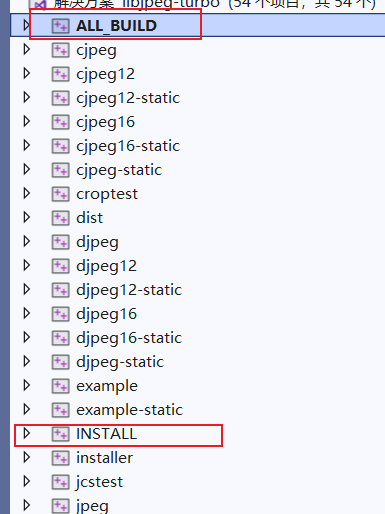 解决方案 'libjpeg-turbo' (54 个项目，共 54 个)
ALL_BUILD
cjpeg
cjpeg12
cjpeg12-static
cjpeg16
cjpeg16-static
cjpeg-static
croptest
dist
djpeg
djpeg12
djpeg12-static
djpeg16
djpeg16-static
djpeg-static
example
example-static
INSTALL
installer
jcstest
jpeg